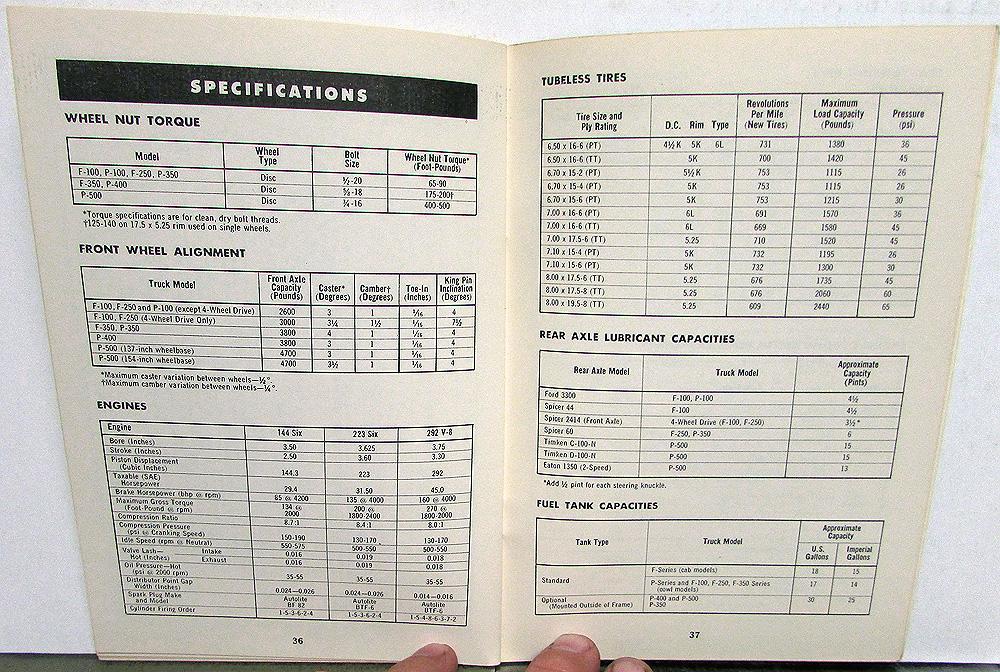 SPECIFICATIONS
WHEEL NUT TORQUE
Model Wheel Type Bolt Size Wheel Nut Torque* (Foot-Pounds)
F-100, P-100, F-250, P-350 Disc ½-20 65-90
F-350, P-400 Disc ⅝-18 175-200†
P-500 Disc ¾-16 400-500
*Torque specifications are for clean, dry bolt threads.
†125-140 on 17.5 x 5.25 rim used on single wheels.
FRONT WHEEL ALIGNMENT
Truck Model Front Axle Capacity (Pounds) Caster* (Degrees) Camber† (Degrees) Toe-In (Inches) King Pin Inclination (Degrees)
F-100, F-250 and P-100 (except 4-Wheel Drive) 2600 3 1 1/16 4
F-100, F-250 (4-Wheel Drive Only) 3000 3¼ 1½ 1/16 7½
F-350, P-350 3800 4 1 1/16 4
P-400 3800 3 1 1/16 4
P-500 (137-inch wheelbase) 4700 3 1 1/16 4
P-500 (154-inch wheelbase) 4700 3½ 1 1/16 4
*Maximum caster variation between wheels—½°.
†Maximum camber variation between wheels—¼°.
ENGINES
Engine 144 Six 223 Six 292 V-8
Bore (Inches) 3.50 3.625 3.75
Stroke (Inches) 2.50 3.60 3.30
Piston Displacement
(Cubic Inches) 144.3 223 292
Taxable (SAE)
Horsepower 29.4 31.50 45.0
Brake Horsepower (bhp @ rpm) 85 @ 4200 135 @ 4000 160 @ 4000
Maximum Gross Torque 134 @ 200 @ 270 @
(Foot-Pound @ rpm) 2000 1800-2400 1800-2000
Compression Ratio 8.7:1 8.4:1 8.0:1
Compression Pressure
(psi @ Cranking Speed) 150-190 130-170 130-170
Idle Speed (rpm @ Neutral) 550-575 500-550 500-550
Valve Lash— Intake 0.016 0.019 0.018
Hot (Inches) Exhaust 0.016 0.019 0.018
Oil Pressure—Hot
(psi @ 2000 rpm) 35-55 35-55 35-55
Distributor Point Gap
Width (Inches) 0.024—0.026 0.024—0.026 0.014—0.016
Spark Plug Make Autolite Autolite Autolite
and Model BF 82 BTF-6 BTF-6
Cylinder Firing Order 1-5-3-6-2-4 1-5-3-6-2-4 1-5-4-8-6-3-7-2
36
TUBELESS TIRES
Tire Size and Ply Rating D.C. Rim Type Revolutions Per Mile (New Tires) Maximum Load Capacity (Pounds) Pressure (psi)
6.50 x 16-6 (PT) 4½K 5K 6L 731 1380 36
6.50 x 16-6 (TT) 5K 700 1420 45
6.70 x 15-2 (PT) 5½K 753 1115 26
6.70 x 15-4 (PT) 5K 753 1115 26
6.70 x 15-6 (PT) 5K 753 1215 30
7.00 x 16-6 (PT) 6L 691 1570 36
7.00 x 16-6 (TT) 6L 669 1580 45
7.00 x 17.5-6 (TT) 5.25 710 1520 45
7.10 x 15-4 (PT) 5K 732 1195 26
7.10 x 15-6 (PT) 5K 732 1300 30
8.00 x 17.5-6 (TT) 5.25 676 1735 45
8.00 x 17.5-8 (TT) 5.25 676 2060 60
8.00 x 19.5-8 (TT) 5.25 609 2440 65
REAR AXLE LUBRICANT CAPACITIES
Rear Axle Model Truck Model Approximate Capacity (Pints)
Ford 3300 F-100, P-100 4½
Spicer 44 F-100 4½
Spicer 2414 (Front Axle) 4-Wheel Drive (F-100, F-250) 3½*
Spicer 60 F-250, P-350 6
Timken C-100-N P-500 15
Timken D-100-N P-500 15
Eaton 1350 (2-Speed) P-500 13
*Add ½ pint for each steering knuckle.
FUEL TANK CAPACITIES
Tank Type Truck Model Approximate Capacity
U.S. Gallons Imperial Gallons
F-Series (cab models) 18 15
Standard P-Series and F-100, F-250, F-350 Series 17 14
(cowl models)
Optional P-400 and P-500 30 25
(Mounted Outside of Frame) P-350
37